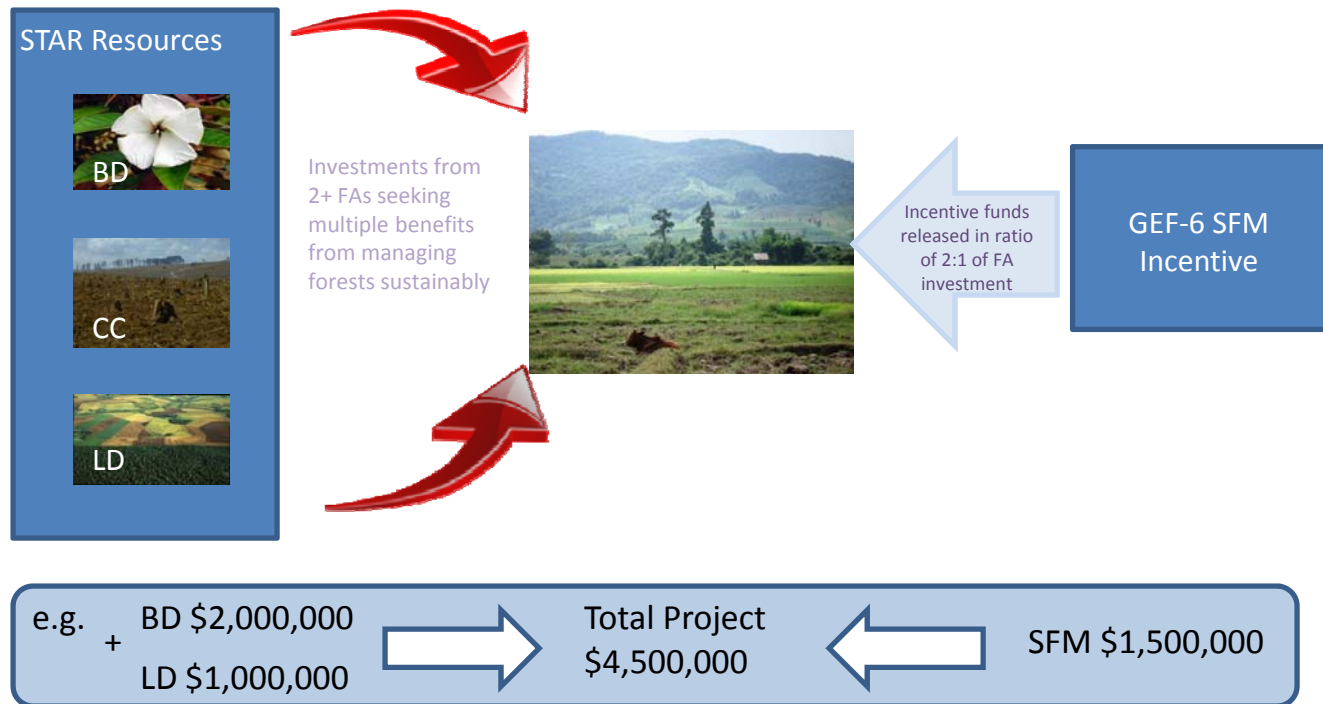 STAR Resources
BD
CC
LD
Investments from
2+ FAs seeking
multiple benefits
from managing
forests sustainably
Incentive funds
released in ratio
of 2:1 of FA
investment
GEF-6 SFM
Incentive
e.g.
+
BD $2,000,000
LD $1,000,000
Total Project
$4,500,000
SFM $1,500,000